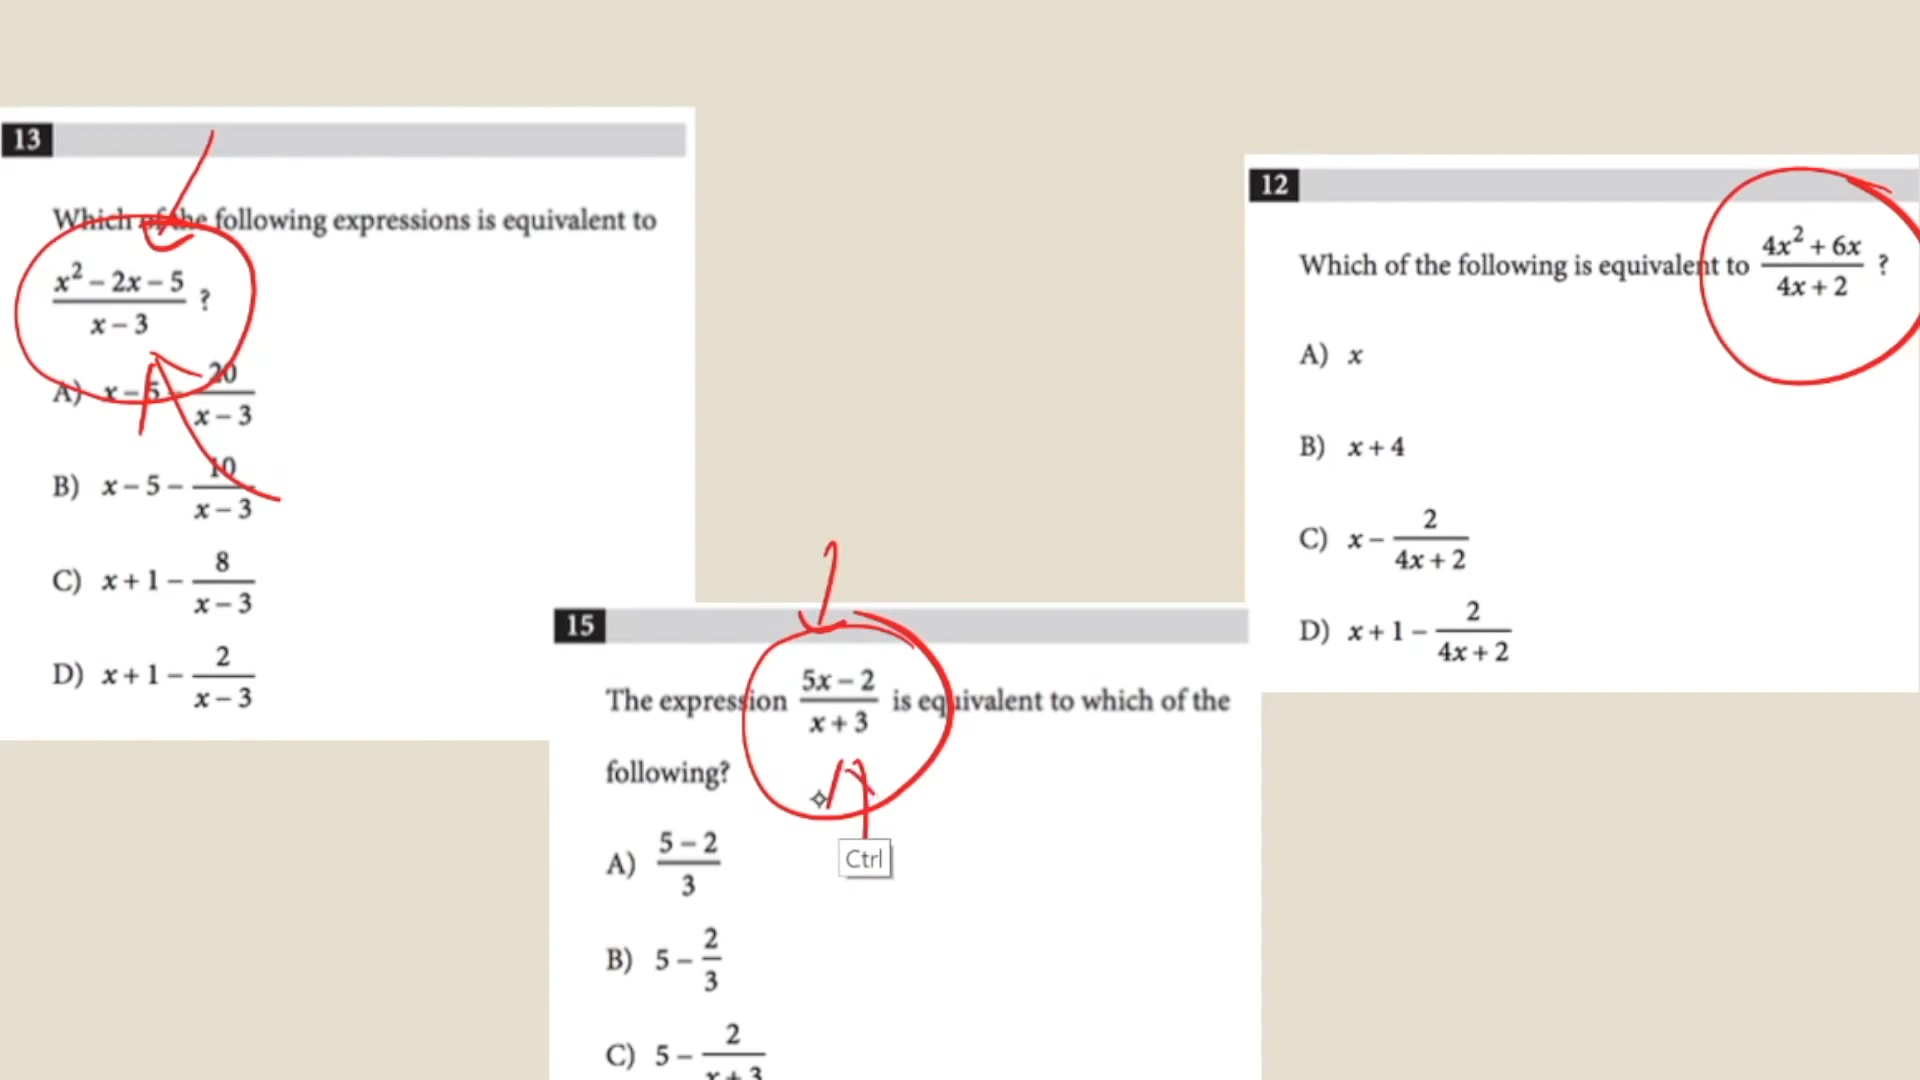 13
Which of the following expressions is equivalent to
x² − 2x − 5
x − 3
?
A) x − 5 − 20
x − 3
B) x − 5 − 10
x − 3
C) x + 1 − 8
x − 3
D) x + 1 − 2
x − 3
15
The expression 5x − 2
x + 3
is equivalent to which of the
following?
Ctrl
A) 5 − 2
3
B) 5 − 2
3
C) 5 − 2
x + 3
12
Which of the following is equivalent to 4x² + 6x
4x + 2
?
A) x
B) x + 4
C) x − 2
4x + 2
D) x + 1 − 2
4x + 2